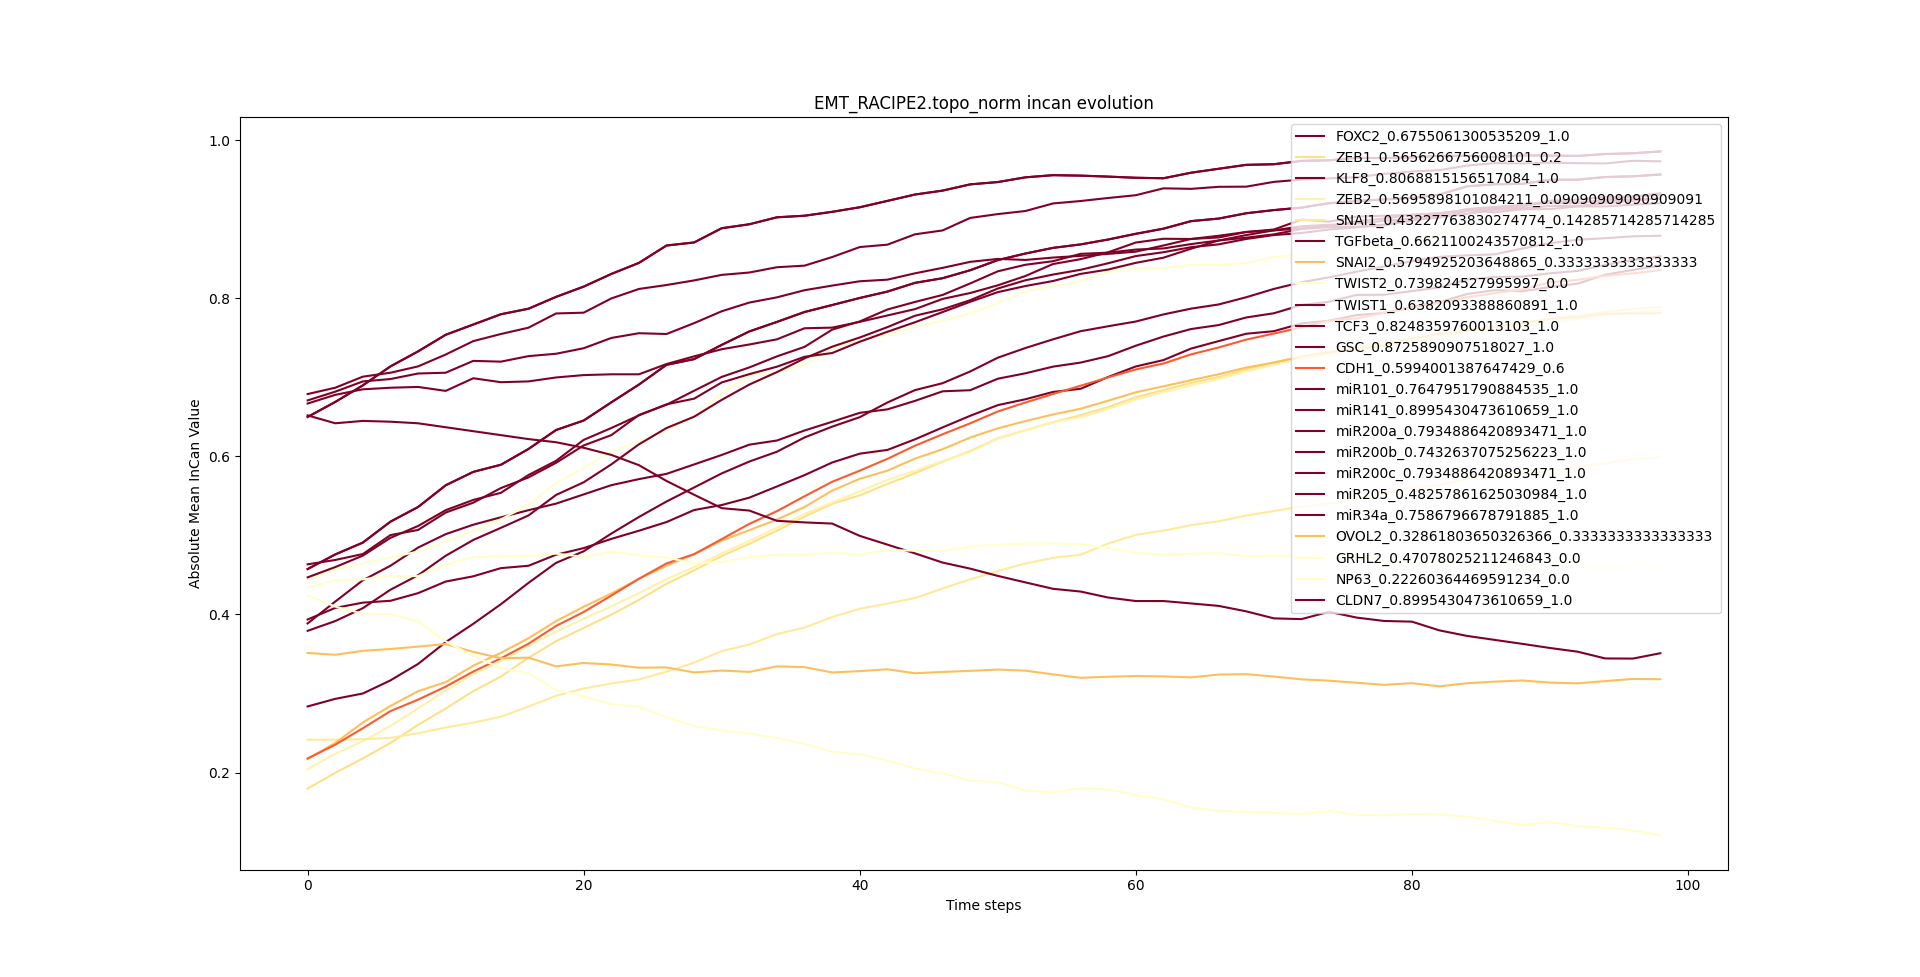 EMT_RACIPE2.topo_norm incan evolution
Absolute Mean InCan Value
1.0
0.8
0.6
0.4
0.2
0
20
40
60
80
100
Time steps
FOXC2_0.6755061300535209_1.0
ZEB1_0.5656266756008101_0.2
KLF8_0.8068815156517084_1.0
ZEB2_0.5695898101084211_0.09090909090909091
SNAI1_0.43227763830274774_0.14285714285714285
TGFbeta_0.6621100243570812_1.0
SNAI2_0.5794925203648865_0.3333333333333333
TWIST2_0.739824527995997_0.0
TWIST1_0.6382093388860891_1.0
TCF3_0.8248359760013103_1.0
GSC_0.8725890907518027_1.0
CDH1_0.5994001387647429_0.6
miR101_0.7647951790884535_1.0
miR141_0.8995430473610659_1.0
miR200a_0.7934886420893471_1.0
miR200b_0.7432637075256223_1.0
miR200c_0.7934886420893471_1.0
miR205_0.48257861625030984_1.0
miR34a_0.7586796678791885_1.0
OVOL2_0.32861803650326366_0.3333333333333333
GRHL2_0.47078025211246843_0.0
NP63_0.22260364469591234_0.0
CLDN7_0.8995430473610659_1.0